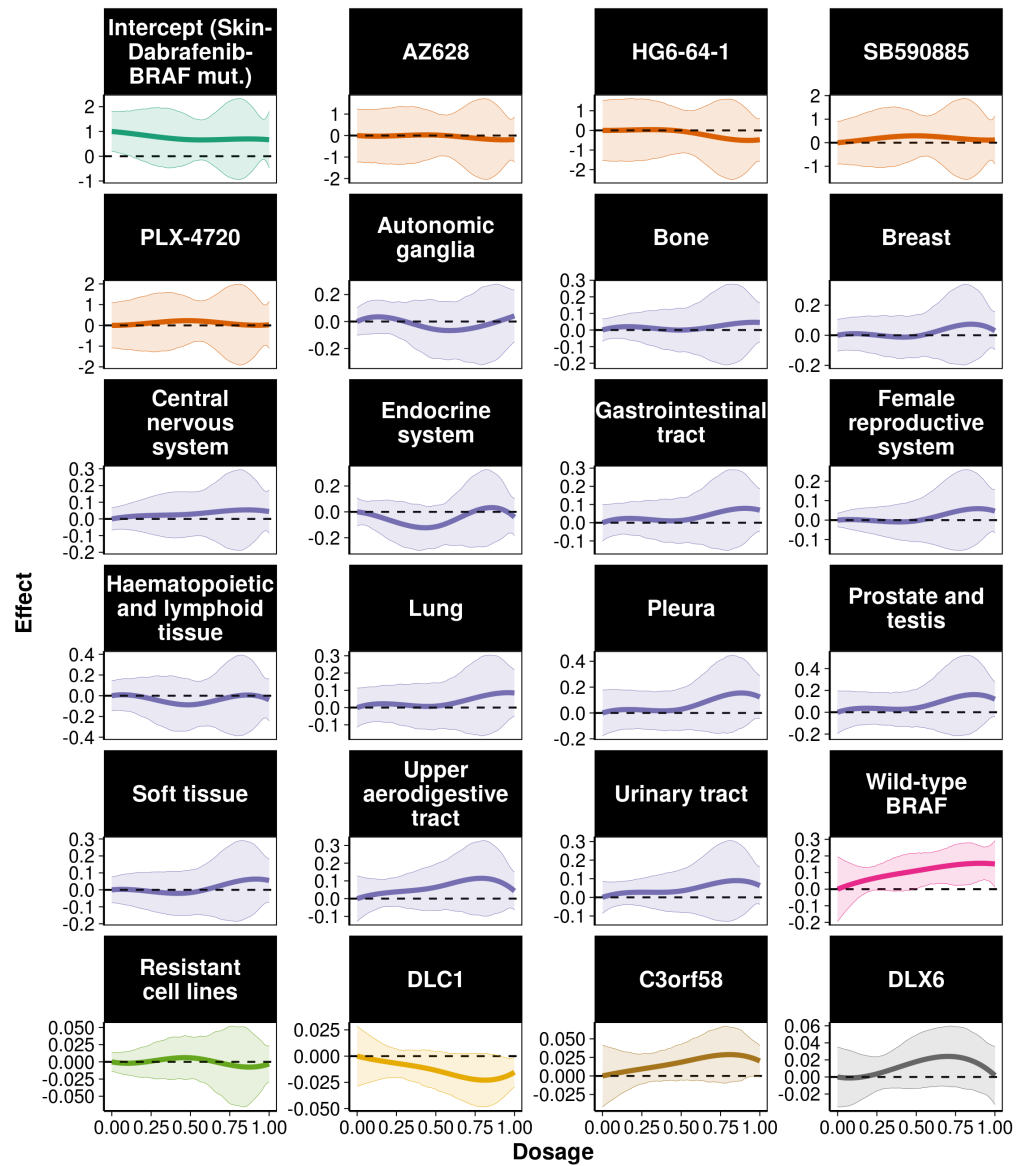 Intercept (Skin-
Dabrafenib-
BRAF mut.)
AZ628
HG6-64-1
SB590885
2
1
0
-1
1
0
-1
-2
1
0
-1
-2
2
1
0
-1
PLX-4720
Autonomic
ganglia
Bone
Breast
2
1
0
-1
-2
0.2
0.0
-0.2
0.3
0.2
0.1
0.0
-0.1
-0.2
0.2
0.0
-0.2
Central
nervous
system
Endocrine
system
Gastrointestinal
tract
Female
reproductive
system
0.3
0.2
0.1
0.0
-0.1
-0.2
0.2
0.0
-0.2
0.3
0.2
0.1
0.0
-0.1
0.2
0.1
0.0
-0.1
Effect
Haematopoietic
and lymphoid
tissue
Lung
Pleura
Prostate and
testis
0.4
0.2
0.0
-0.2
-0.4
0.3
0.2
0.1
0.0
-0.1
0.4
0.2
0.0
-0.2
0.4
0.2
0.0
-0.2
Soft tissue
Upper
aerodigestive
tract
Urinary tract
Wild-type
BRAF
0.3
0.2
0.1
0.0
-0.1
-0.2
0.3
0.2
0.1
0.0
-0.1
0.3
0.2
0.1
0.0
-0.1
0.3
0.2
0.1
0.0
-0.1
-0.2
Resistant
cell lines
DLC1
C3orf58
DLX6
0.050
0.025
0.000
-0.025
-0.050
0.025
0.000
-0.025
-0.050
0.050
0.025
0.000
-0.025
0.06
0.04
0.02
0.00
-0.02
0.00 0.25 0.50 0.75 1.00
0.00 0.25 0.50 0.75 1.00
0.00 0.25 0.50 0.75 1.00
0.00 0.25 0.50 0.75 1.00
Dosage